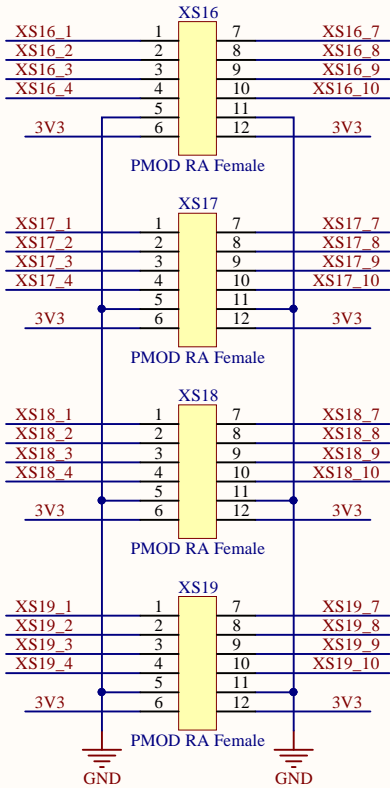 XS16
XS16_1 1 7 XS16_7
XS16_2 2 8 XS16_8
XS16_3 3 9 XS16_9
XS16_4 4 10 XS16_10
5 11
3V3 6 12 3V3
PMOD RA Female
XS17
XS17_1 1 7 XS17_7
XS17_2 2 8 XS17_8
XS17_3 3 9 XS17_9
XS17_4 4 10 XS17_10
5 11
3V3 6 12 3V3
PMOD RA Female
XS18
XS18_1 1 7 XS18_7
XS18_2 2 8 XS18_8
XS18_3 3 9 XS18_9
XS18_4 4 10 XS18_10
5 11
3V3 6 12 3V3
PMOD RA Female
XS19
XS19_1 1 7 XS19_7
XS19_2 2 8 XS19_8
XS19_3 3 9 XS19_9
XS19_4 4 10 XS19_10
5 11
3V3 6 12 3V3
PMOD RA Female
GND GND